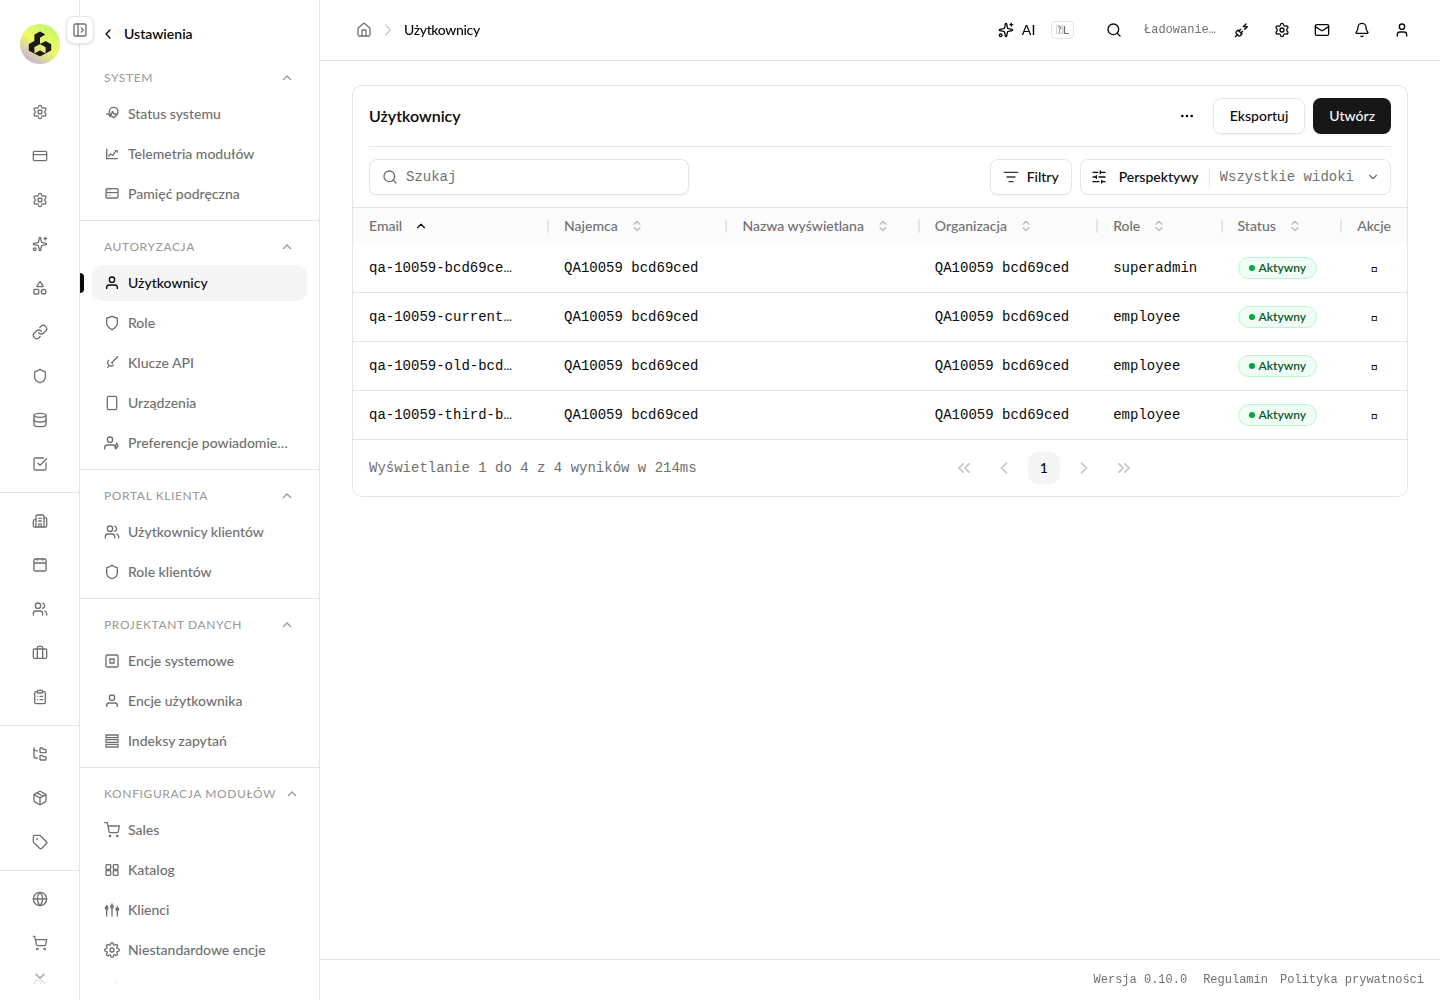 Ustawienia
SYSTEM
Status systemu
Telemetria modułów
Pamięć podręczna
AUTORYZACJA
Użytkownicy
Role
Klucze API
Urządzenia
Preferencje powiadomie...
PORTAL KLIENTA
Użytkownicy klientów
Role klientów
PROJEKTANT DANYCH
Encje systemowe
Encje użytkownika
Indeksy zapytań
KONFIGURACJA MODUŁÓW
Sales
Katalog
Klienci
Niestandardowe encje
Użytkownicy
AI
Ładowanie…
Użytkownicy
Eksportuj
Utwórz
Szukaj
Filtry
Perspektywy
Wszystkie widoki
Email Najemca Nazwa wyświetlana Organizacja Role Status Akcje
qa-10059-bcd69ce… QA10059 bcd69ced QA10059 bcd69ced superadmin Aktywny
qa-10059-current… QA10059 bcd69ced QA10059 bcd69ced employee Aktywny
qa-10059-old-bcd… QA10059 bcd69ced QA10059 bcd69ced employee Aktywny
qa-10059-third-b… QA10059 bcd69ced QA10059 bcd69ced employee Aktywny
Wyświetlanie 1 do 4 z 4 wyników w 214ms
1
Wersja 0.10.0 Regulamin Polityka prywatności